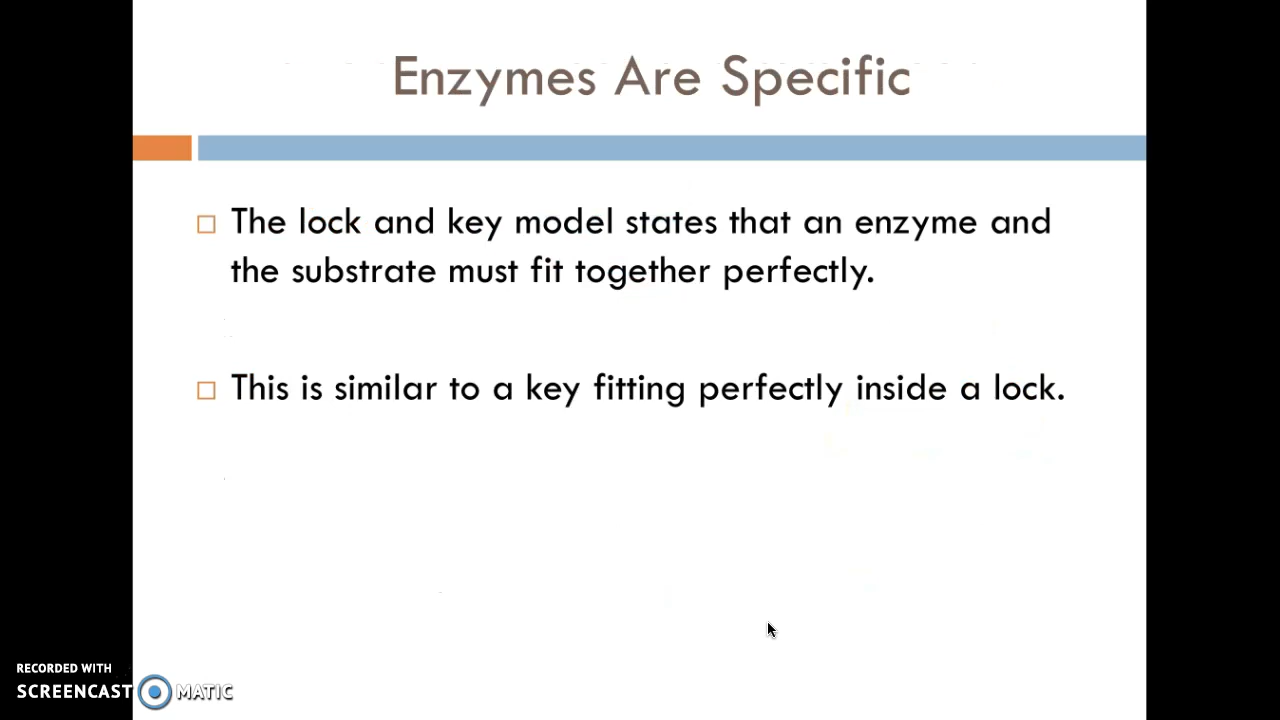 Enzymes Are Specific
The lock and key model states that an enzyme and
the substrate must fit together perfectly.
This is similar to a key fitting perfectly inside a lock.
RECORDED WITH
SCREENCAST MATIC